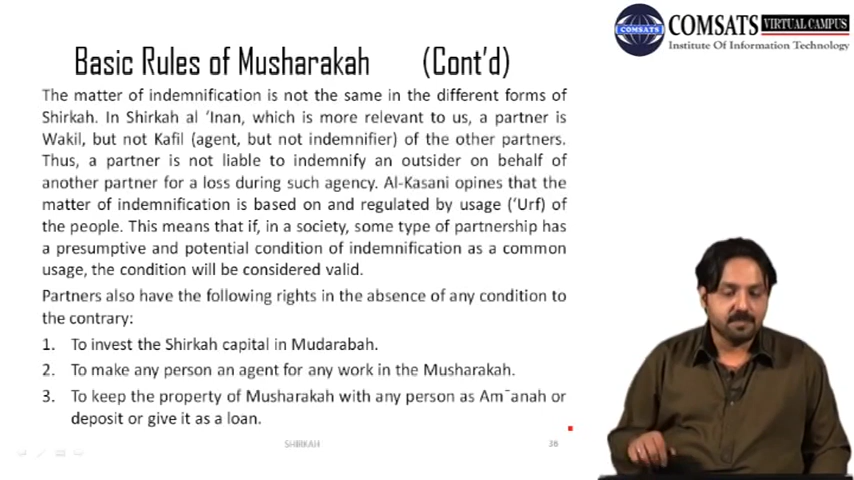 COMSATS VIRTUAL CAMPUS
COMSATS
Institute Of Information Technology
Basic Rules of Musharakah (Cont'd)
The matter of indemnification is not the same in the different forms of
Shirkah. In Shirkah al 'Inan, which is more relevant to us, a partner is
Wakil, but not Kafil (agent, but not indemnifier) of the other partners.
Thus, a partner is not liable to indemnify an outsider on behalf of
another partner for a loss during such agency. Al-Kasani opines that the
matter of indemnification is based on and regulated by usage ('Urf) of
the people. This means that if, in a society, some type of partnership has
a presumptive and potential condition of indemnification as a common
usage, the condition will be considered valid.
Partners also have the following rights in the absence of any condition to
the contrary:
1. To invest the Shirkah capital in Mudarabah.
2. To make any person an agent for any work in the Musharakah.
3. To keep the property of Musharakah with any person as Am¯anah or
deposit or give it as a loan.
SHIRKAH 36